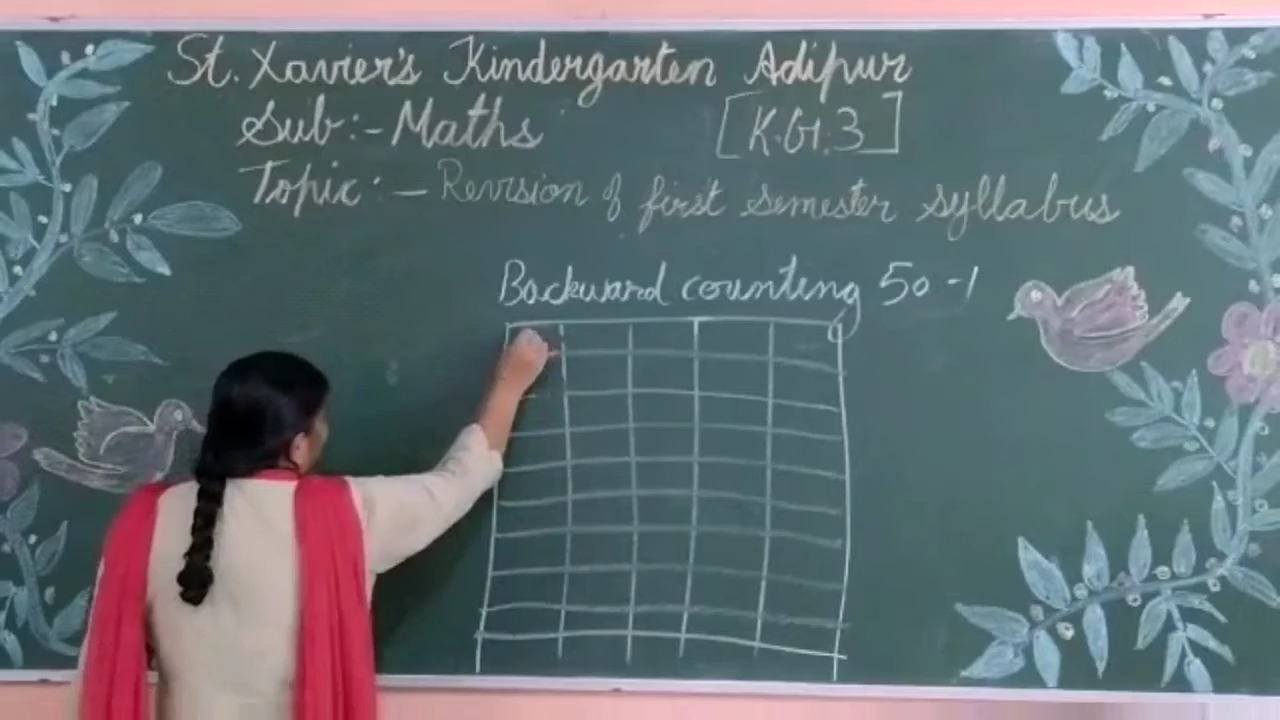 St. Xavier's Kindergarten Adipur
Sub:- Maths [K.G.3]
Topic:- Revision of first semester syllabus
Backward counting 50-1